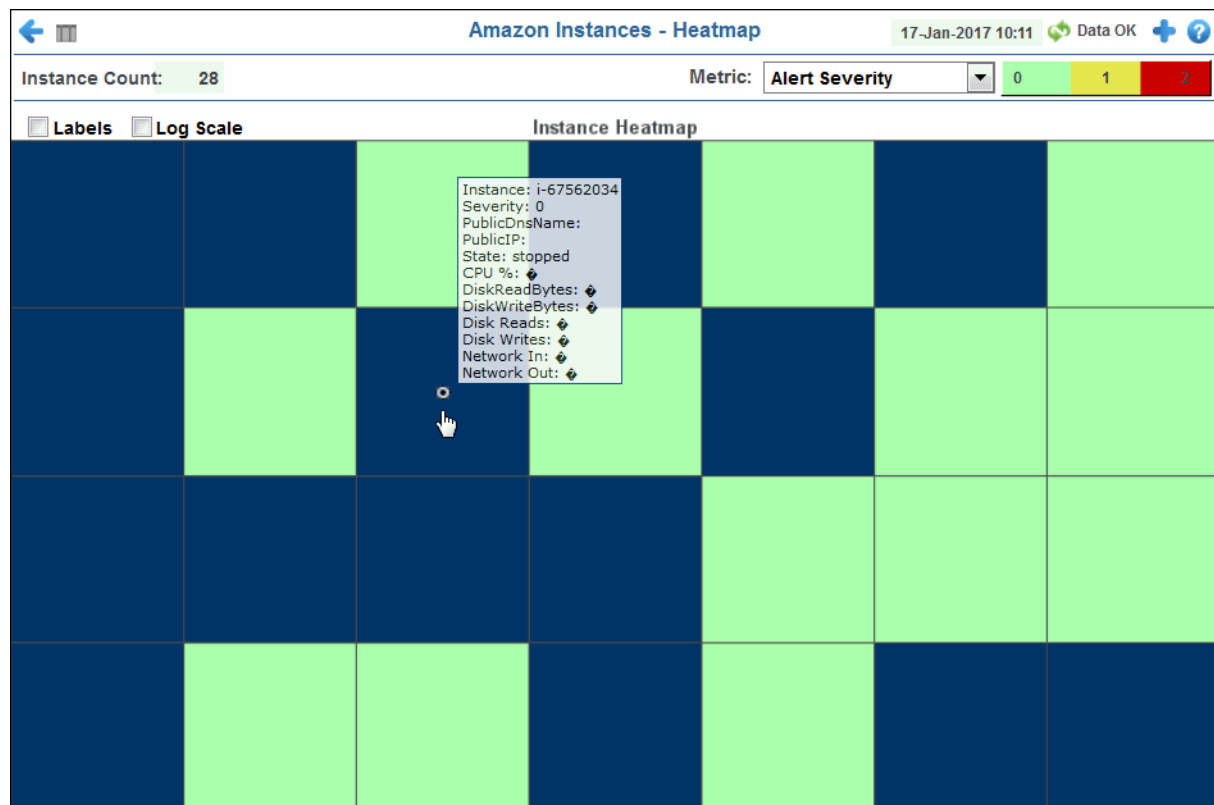 Amazon Instances - Heatmap
17-Jan-2017 10:11 Data OK
Instance Count: 28
Metric: Alert Severity 0 1 2
Labels Log Scale Instance Heatmap
Instance: i-67562034
Severity: 0
PublicDnsName:
PublicIP:
State: stopped
CPU %: �
DiskReadBytes: �
DiskWriteBytes: �
Disk Reads: �
Disk Writes: �
Network In: �
Network Out: �